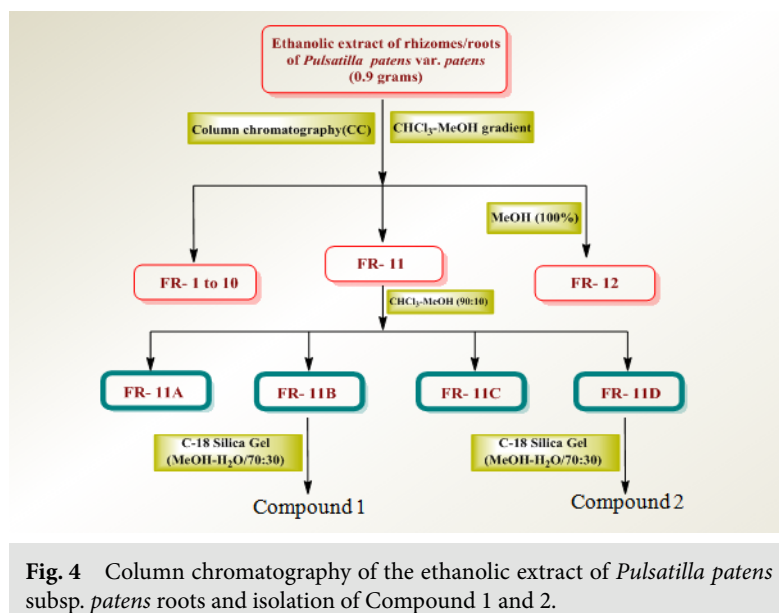 Ethanolic extract of rhizomes/roots
of Pulsatilla patens var. patens
(0.9 grams)
Column chromatography(CC)
CHCl₃-MeOH gradient
MeOH (100%)
FR- 1 to 10
FR- 11
FR- 12
CHCl₃-MeOH (90:10)
FR- 11A
FR- 11B
FR- 11C
FR- 11D
C-18 Silica Gel
(MeOH-H₂O/70:30)
C-18 Silica Gel
(MeOH-H₂O/70:30)
Compound 1
Compound 2
Fig. 4 Column chromatography of the ethanolic extract of Pulsatilla patens
subsp. patens roots and isolation of Compound 1 and 2.